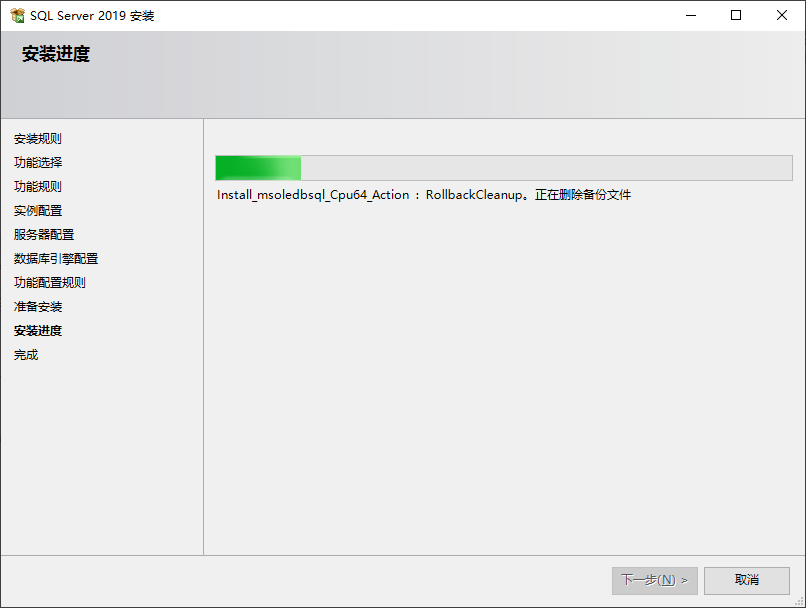 SQL Server 2019 安装
安装进度
安装规则
功能选择
功能规则
实例配置
服务器配置
数据库引擎配置
功能配置规则
准备安装
安装进度
完成
Install_msoledbsql_Cpu64_Action : RollbackCleanup。正在删除备份文件
下一步(N) >
取消